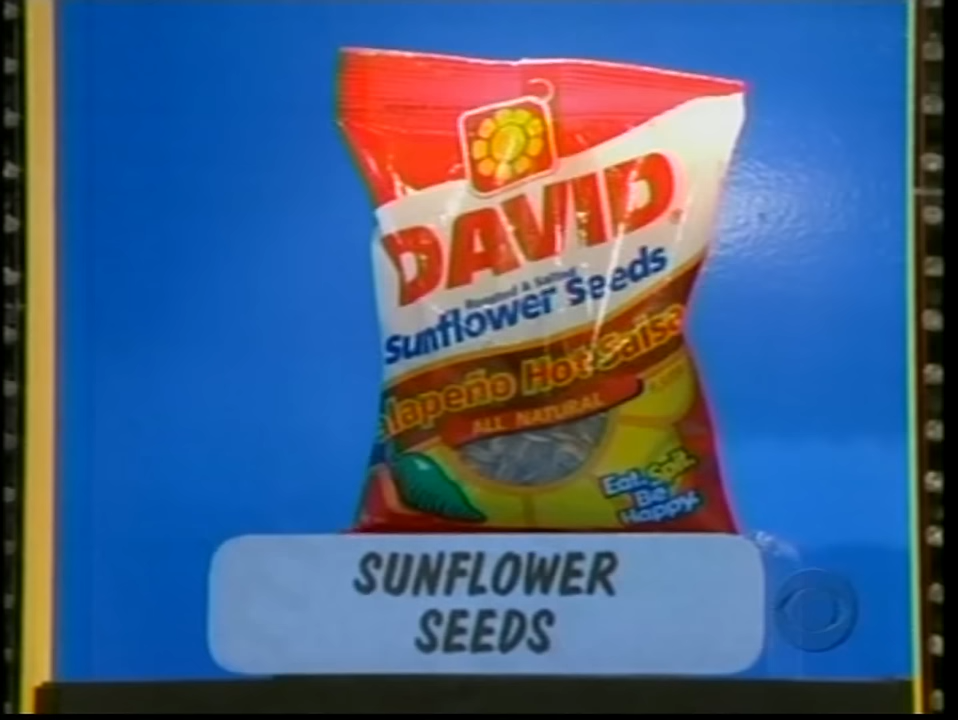 DAVID®
Roasted & Salted
Sunflower Seeds
Jalapeño Hot Salsa
ALL NATURAL
Eat. Spit.
Be
Happy.
SUNFLOWER
SEEDS